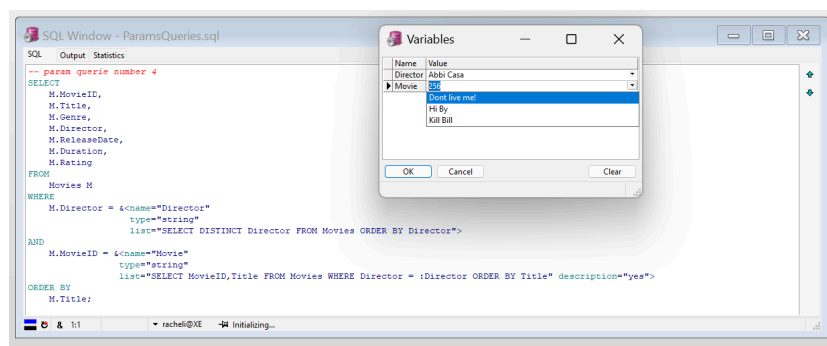 SQL Window - ParamsQueries.sql
SQL Output Statistics
-- param querie number 4
SELECT
M.MovieID,
M.Title,
M.Genre,
M.Director,
M.ReleaseDate,
M.Duration,
M.Rating
FROM
Movies M
WHERE
M.Director = &<name="Director"
type="string"
list="SELECT DISTINCT Director FROM Movies ORDER BY Director">
AND
M.MovieID = &<name="Movie"
type="string"
list="SELECT MovieID,Title FROM Movies WHERE Director = :Director ORDER BY Title" description="yes">
ORDER BY
M.Title;
Variables
Name Value
Director Abbi Casa
Movie 256
Dont live me!
Hi By
Kill Bill
OK Cancel Clear
& 1:1 racheli@XE Initializing...